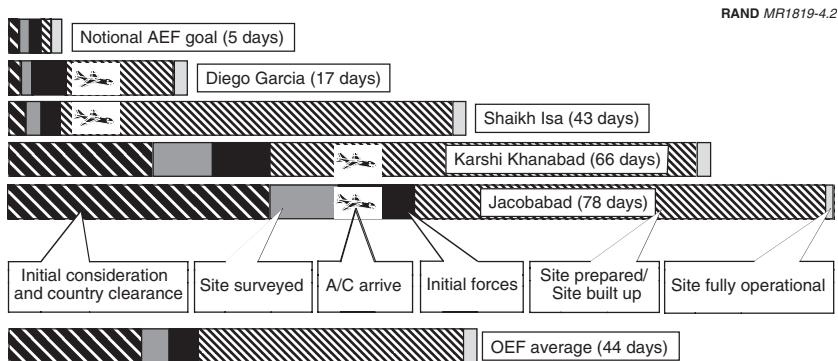 RAND MR1819-4.2
Notional AEF goal (5 days)
Diego Garcia (17 days)
Shaikh Isa (43 days)
Karshi Khanabad (66 days)
Jacobabad (78 days)
Initial consideration
and country clearance
Site surveyed
A/C arrive
Initial forces
Site prepared/
Site built up
Site fully operational
OEF average (44 days)